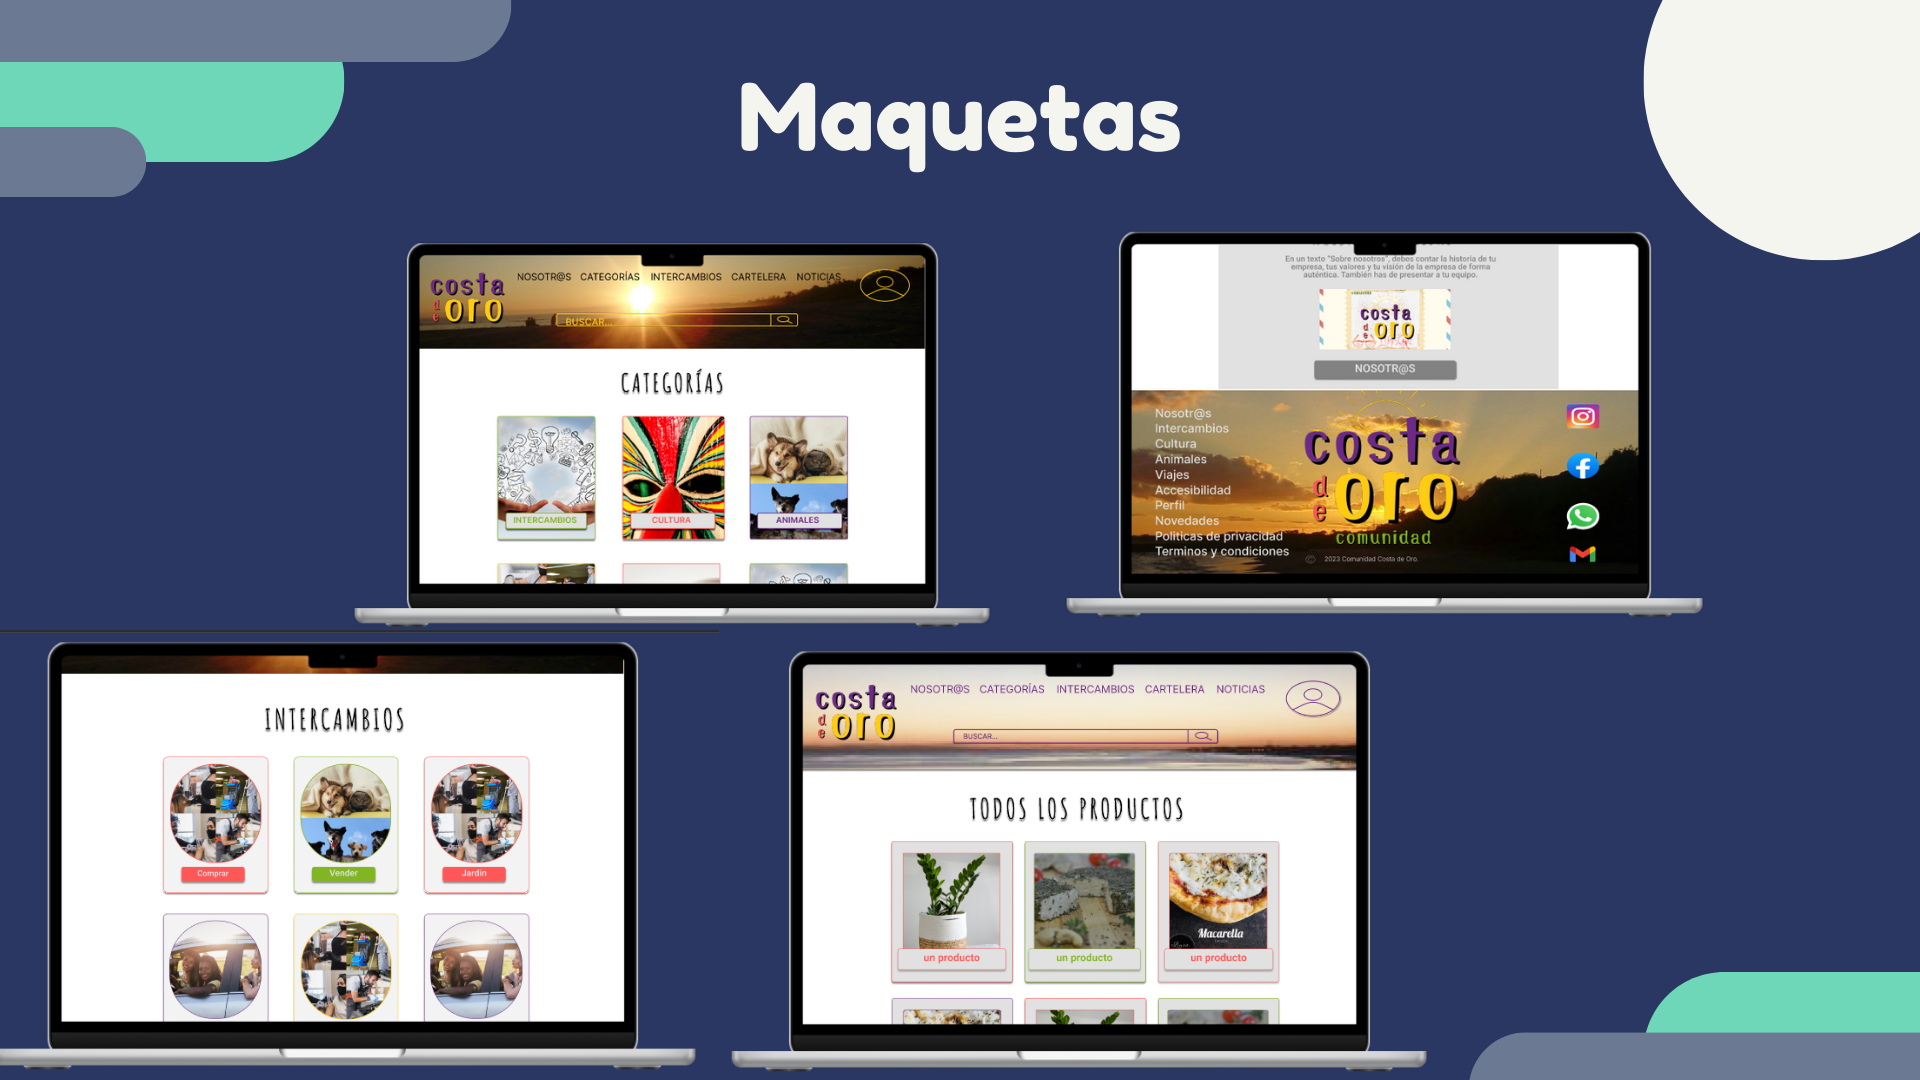 Maquetas
costa
de oro
NOSOTR@S CATEGORÍAS INTERCAMBIOS CARTELERA NOTICIAS
BUSCAR...
CATEGORÍAS
INTERCAMBIOS
CULTURA
ANIMALES
En un texto "Sobre nosotros", debes contar la historia de tu
empresa, tus valores y tu visión de la empresa de forma
auténtica. También has de presentar a tu equipo.
costa
de oro
NOSOTR@S
Nosotr@s
Intercambios
Cultura
Animales
Viajes
Accesibilidad
Perfil
Novedades
Politicas de privacidad
Terminos y condiciones
costa
de oro
comunidad
© 2023 Comunidad Costa de Oro.
INTERCAMBIOS
Comprar
Vender
Jardin
costa
de oro
NOSOTR@S CATEGORÍAS INTERCAMBIOS CARTELERA NOTICIAS
BUSCAR...
TODOS LOS PRODUCTOS
Macarella
un producto
un producto
un producto